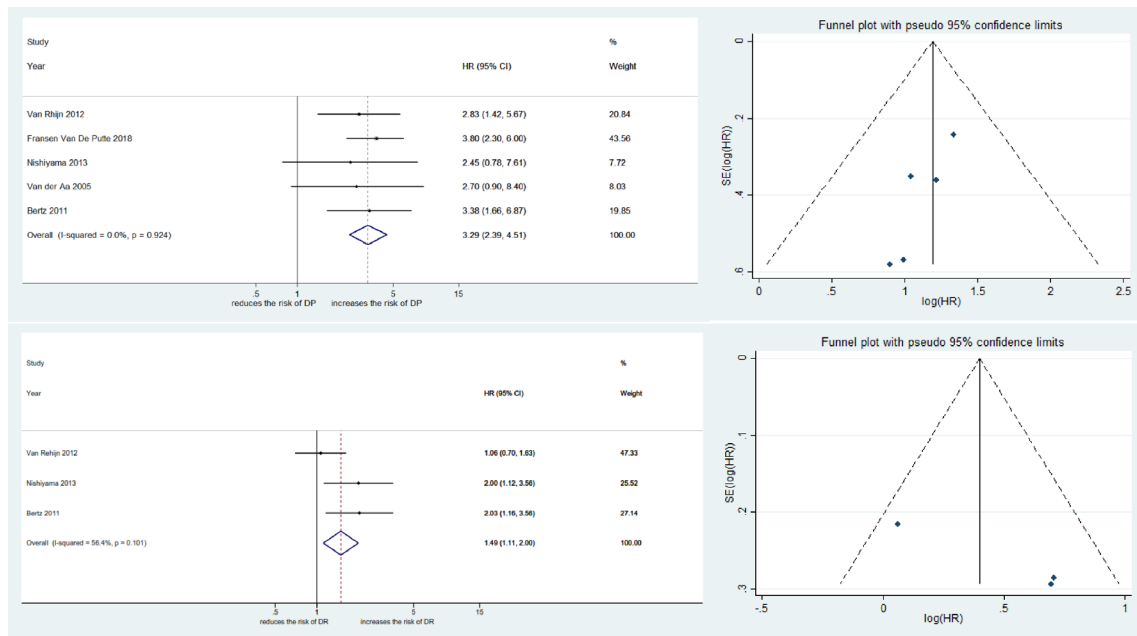 Study %
Year HR (95% CI) Weight
Van Rhijn 2012 2.83 (1.42, 5.67) 20.84
Fransen Van De Putte 2018 3.80 (2.30, 6.00) 43.56
Nishiyama 2013 2.45 (0.78, 7.61) 7.72
Van der Aa 2005 2.70 (0.90, 8.40) 8.03
Bertz 2011 3.38 (1.66, 6.87) 19.85
Overall (I-squared = 0.0%, p = 0.924) 3.29 (2.39, 4.51) 100.00
.5 1 5 15
reduces the risk of DP increases the risk of DP
Funnel plot with pseudo 95% confidence limits
SE(log(HR))
0
.2
.4
.6
0 .5 1 1.5 2 2.5
log(HR)
Study %
Year HR (95% CI) Weight
Van Rehijn 2012 1.06 (0.70, 1.63) 47.33
Nishiyama 2013 2.00 (1.12, 3.56) 25.52
Bertz 2011 2.03 (1.16, 3.56) 27.14
Overall (I-squared = 56.4%, p = 0.101) 1.49 (1.11, 2.00) 100.00
.5 1 5 15
reduces the risk of DR increases the risk of DR
Funnel plot with pseudo 95% confidence limits
SE(log(HR))
0
.1
.2
.3
-.5 0 .5 1
log(HR)